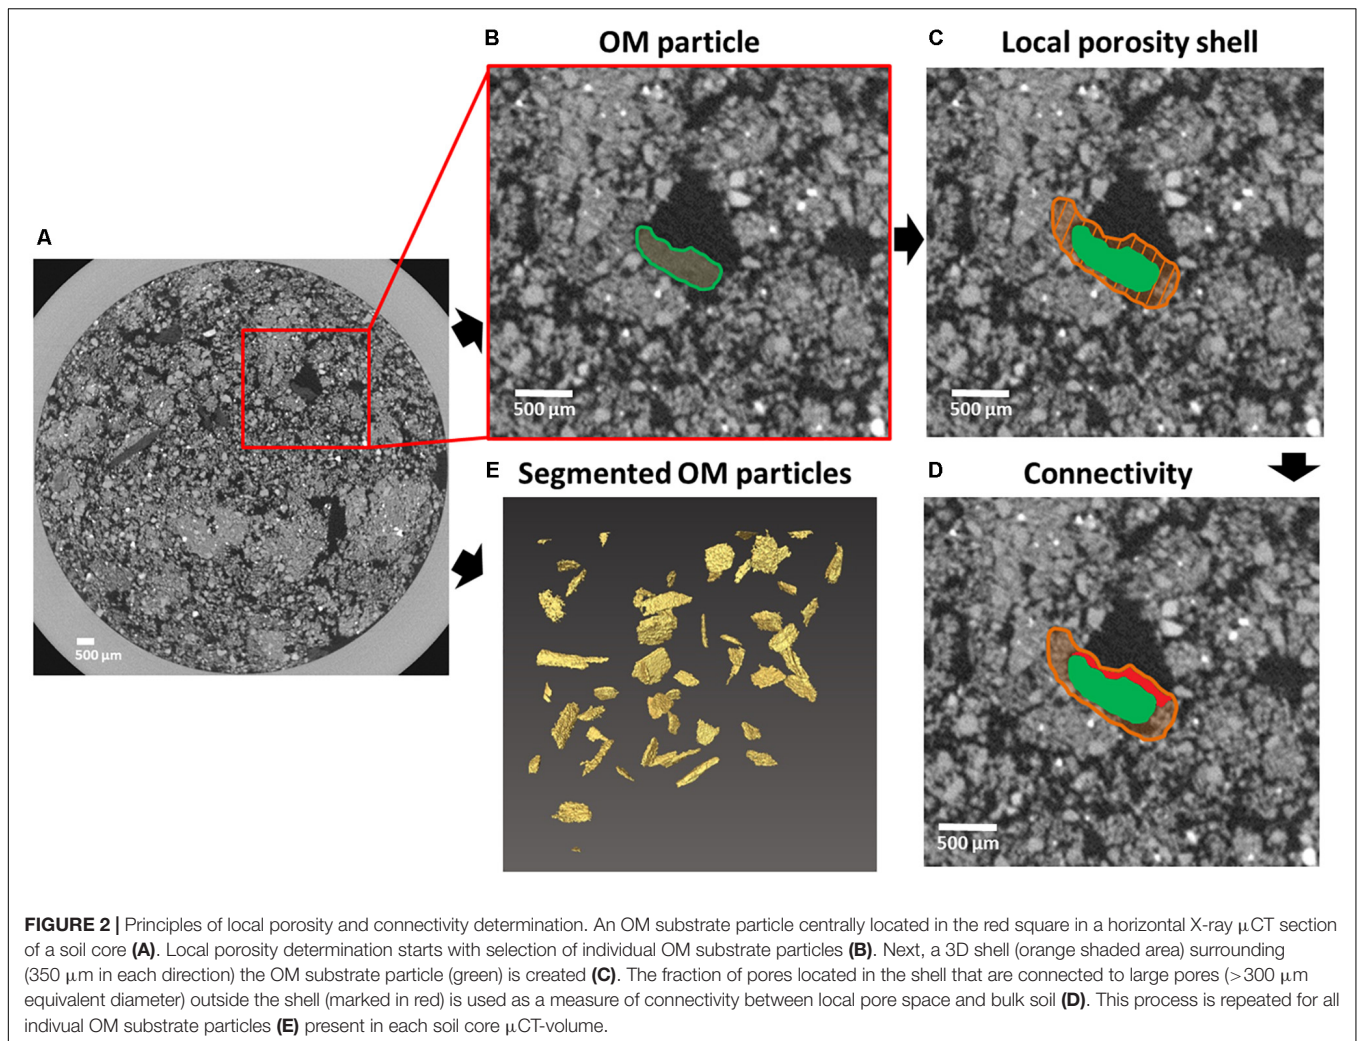 A
500 µm
B OM particle
500 µm
C Local porosity shell
500 µm
D Connectivity
500 µm
E Segmented OM particles
FIGURE 2 | Principles of local porosity and connectivity determination. An OM substrate particle centrally located in the red square in a horizontal X-ray μCT section
of a soil core (A). Local porosity determination starts with selection of individual OM substrate particles (B). Next, a 3D shell (orange shaded area) surrounding
(350 μm in each direction) the OM substrate particle (green) is created (C). The fraction of pores located in the shell that are connected to large pores (>300 μm
equivalent diameter) outside the shell (marked in red) is used as a measure of connectivity between local pore space and bulk soil (D). This process is repeated for all
indivual OM substrate particles (E) present in each soil core μCT-volume.